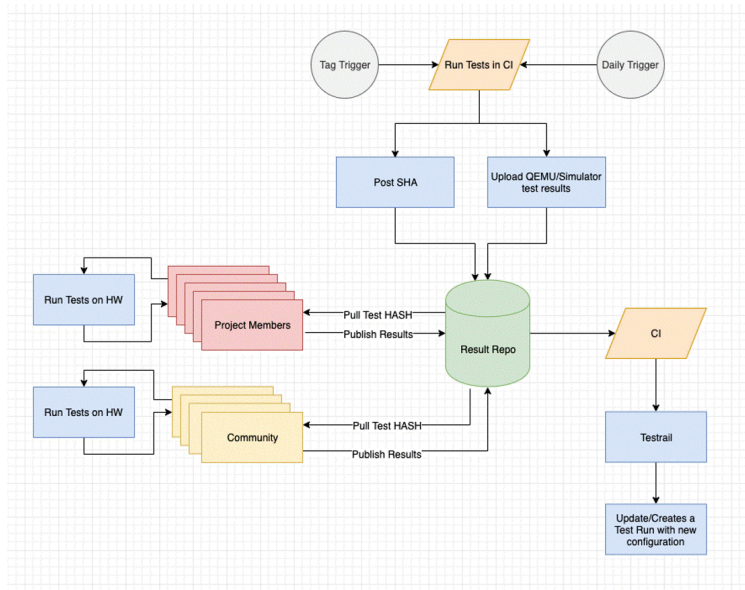 Tag Trigger
Run Tests in CI
Daily Trigger
Post SHA
Upload QEMU/Simulator
test results
Run Tests on HW
Project Members
Pull Test HASH
Publish Results
Result Repo
CI
Run Tests on HW
Community
Pull Test HASH
Publish Results
Testrail
Update/Creates a
Test Run with new
configuration